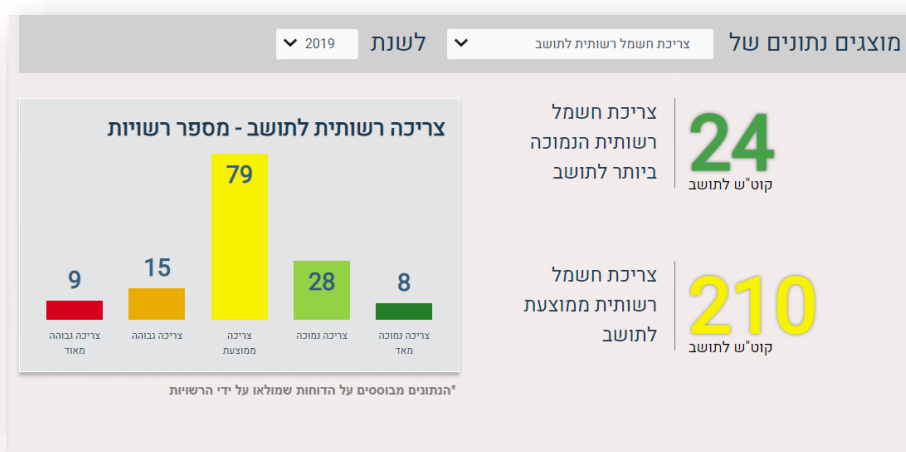 מוצגים נתונים של
צריכת חשמל רשותית לתושב
לשנת
2019
24
קוט"ש לתושב
צריכת חשמל
רשותית הנמוכה
ביותר לתושב
210
קוט"ש לתושב
צריכת חשמל
רשותית ממוצעת
לתושב
צריכה רשותית לתושב - מספר רשויות
8
28
79
15
9
צריכה נמוכה
מאד
צריכה נמוכה
צריכה
ממוצעת
צריכה גבוהה
צריכה גבוהה
מאוד
*הנתונים מבוססים על הדוחות שמולאו על ידי הרשויות